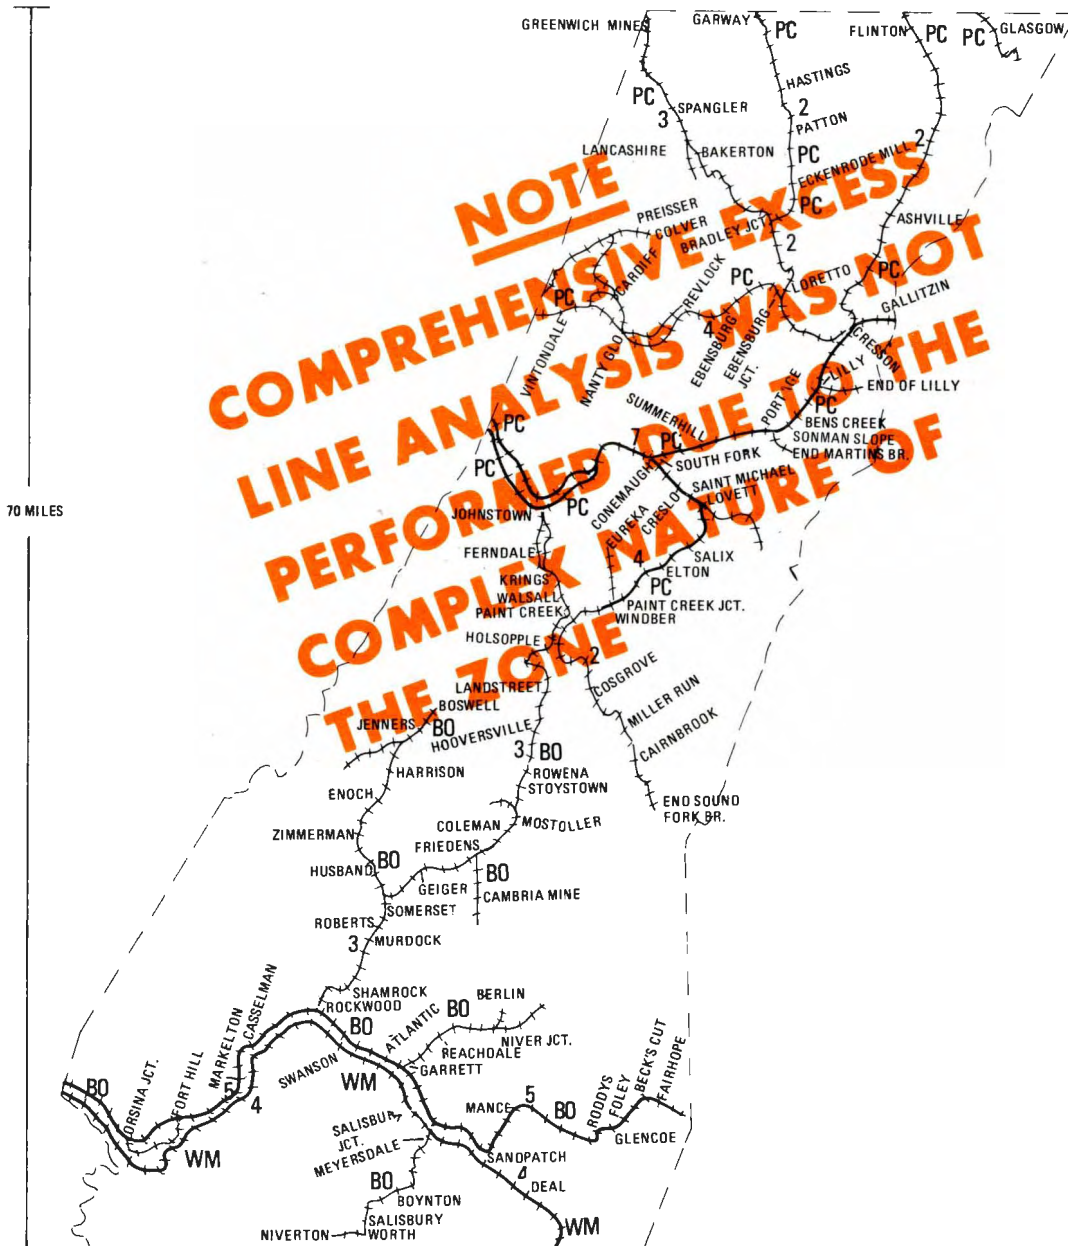 GREENWICH MINES
GARWAY
PC
FLINTON
PC
PC
GLASGOW
HASTINGS
PC
SPANGLER
2
3
PATTON
LANCASHIRE
BAKERTON
PC
ECKENRODE MILL
2
NOTE
PREISSER
COLVER
BRADLEY JCT.
PC
ASHVILLE
2
COMPREHENSIVE EXCESS
CARDIFF
REVLOCK
PC
LORETTO
PC
GALLITZIN
PC
VINTONDALE
NANTY GLO
4
EBENSBURG
EBENSBURG
JCT.
CRESSON
LILLY
END OF LILLY
LINE ANALYSIS WAS NOT
SUMMERHILL
PORTAGE
PC
BENS CREEK
SONMAN SLOPE
END MARTINS BR.
PC
7
PC
SOUTH FORK
PC
CONEMAUGH
SAINT MICHAEL
LOVETT
70 MILES
JOHNSTOWN
PC
EUREKA
CRESLO
PERFORMED DUE TO THE
FERNDALE
SALIX
4
ELTON
KRINGS
PC
WALSALL
PAINT CREEK
PAINT CREEK JCT.
WINDBER
COMPLEX NATURE OF
HOLSOPPLE
2
COSGROVE
LANDSTREET
MILLER RUN
THE ZONE
BOSWELL
JENNERS
BO
HOOVERSVILLE
CAIRNBROOK
3
BO
HARRISON
ROWENA
STOYSTOWN
ENOCH
END SOUND
FORK BR.
COLEMAN
MOSTOLLER
ZIMMERMAN
FRIEDENS
BO
HUSBAND
BO
GEIGER
CAMBRIA MINE
SOMERSET
ROBERTS
3
MURDOCK
SHAMROCK
ROCKWOOD
CASSELMAN
MARKELTON
BO
ATLANTIC
BO
BERLIN
NIVER JCT.
REACHDALE
GARRETT
SWANSON
WM
BO
ORSINA JCT.
FORT HILL
5
4
MANCE
5
BO
RODDYS
FOLEY
BECK'S CUT
FAIRHOPE
GLENCOE
SALISBURY
JCT.
MEYERSDALE
WM
SANDPATCH
4
DEAL
BO
BOYNTON
SALISBURY
WORTH
NIVERTON
WM